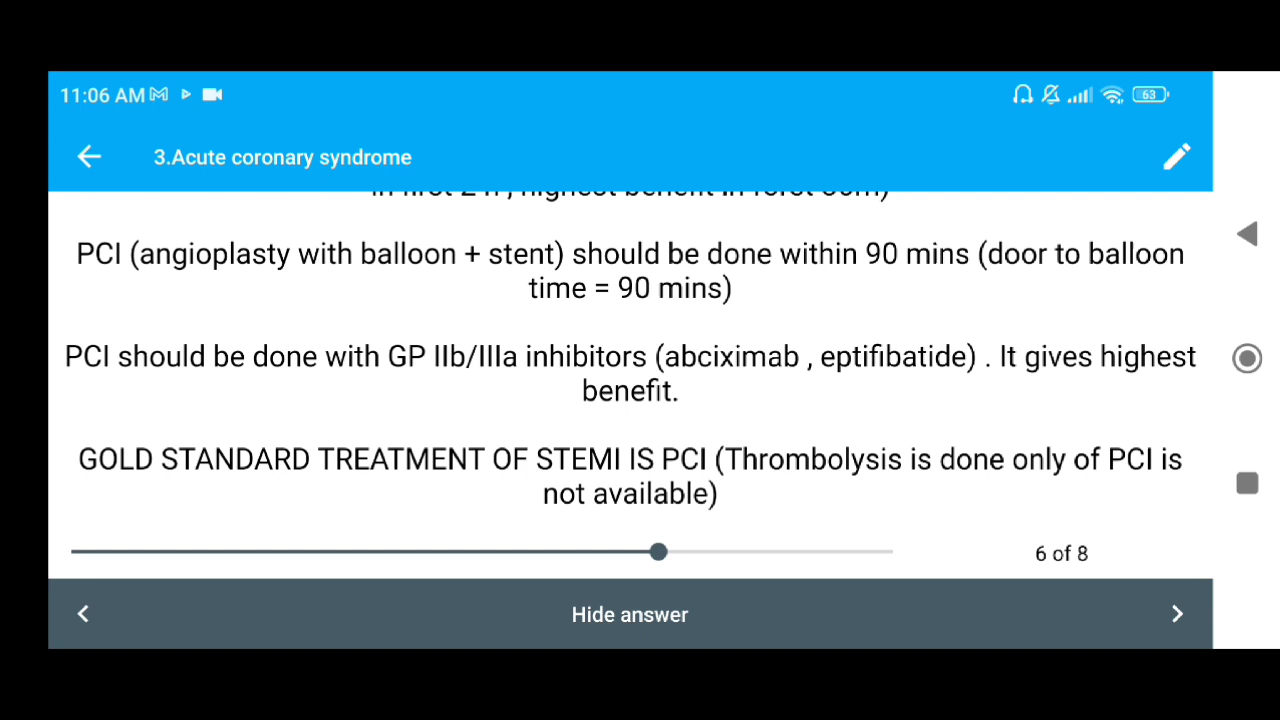 11:06 AM
63
3.Acute coronary syndrome
PCI (angioplasty with balloon + stent) should be done within 90 mins (door to balloon
time = 90 mins)
PCI should be done with GP IIb/IIIa inhibitors (abciximab , eptifibatide) . It gives highest
benefit.
GOLD STANDARD TREATMENT OF STEMI IS PCI (Thrombolysis is done only of PCI is
not available)
6 of 8
Hide answer